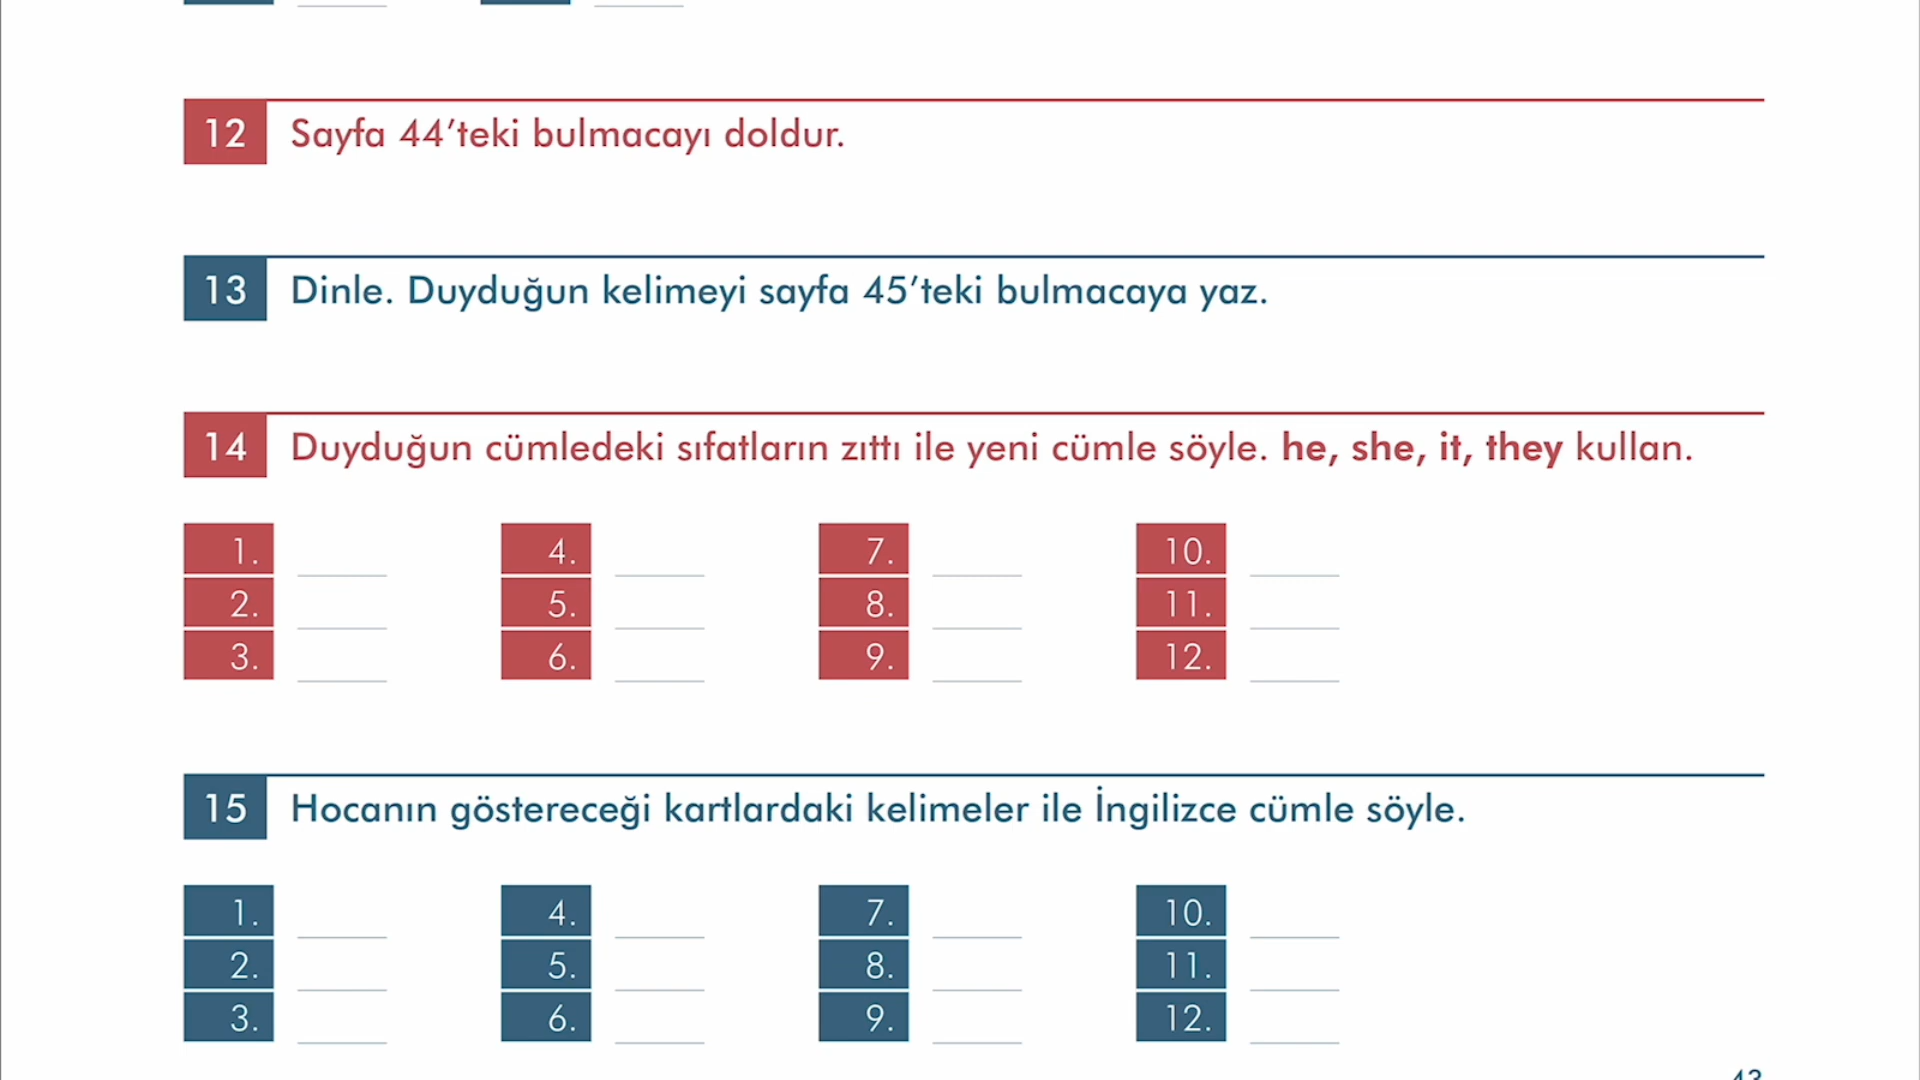 12 Sayfa 44’teki bulmacayı doldur.
13 Dinle. Duyduğun kelimeyi sayfa 45’teki bulmacaya yaz.
14 Duyduğun cümledeki sıfatların zıttı ile yeni cümle söyle. he, she, it, they kullan.
1. 4. 7. 10.
2. 5. 8. 11.
3. 6. 9. 12.
15 Hocanın göstereceği kartlardaki kelimeler ile İngilizce cümle söyle.
1. 4. 7. 10.
2. 5. 8. 11.
3. 6. 9. 12.
43